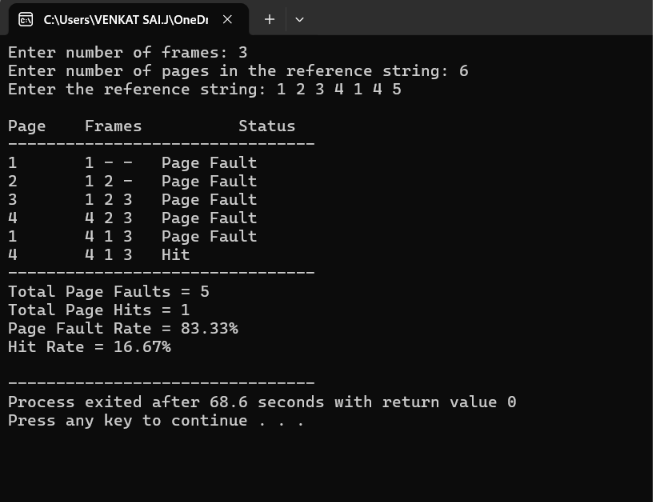 C:\Users\VENKAT SAI.J\OneDr
Enter number of frames: 3
Enter number of pages in the reference string: 6
Enter the reference string: 1 2 3 4 1 4 5
Page    Frames          Status
--------------------------------
1       1 - -   Page Fault
2       1 2 -   Page Fault
3       1 2 3   Page Fault
4       4 2 3   Page Fault
1       4 1 3   Page Fault
4       4 1 3   Hit
--------------------------------
Total Page Faults = 5
Total Page Hits = 1
Page Fault Rate = 83.33%
Hit Rate = 16.67%
--------------------------------
Process exited after 68.6 seconds with return value 0
Press any key to continue . . .